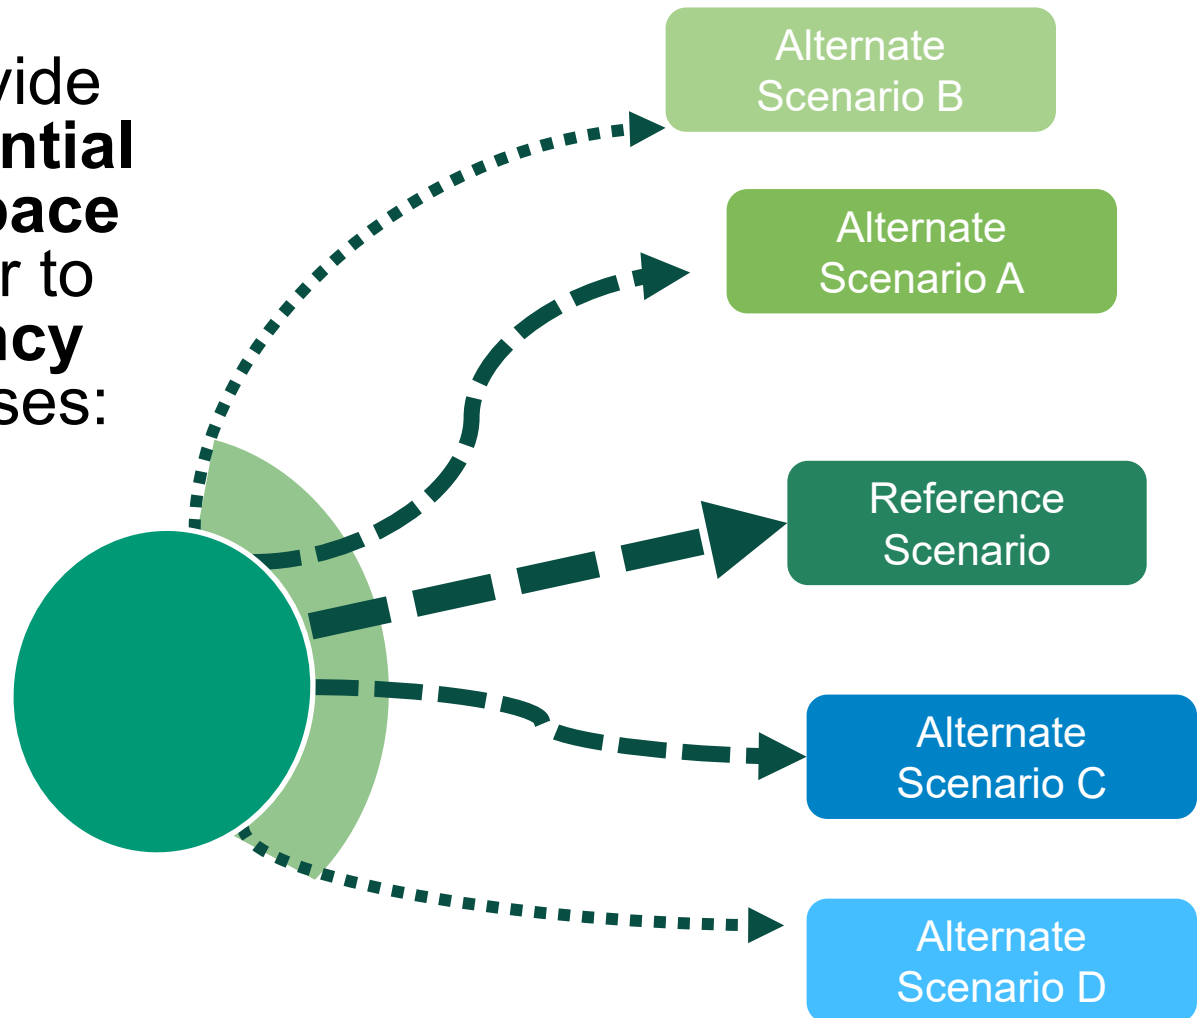 vide
ntial
pace
r to
ncy
ses:
Alternate
Scenario B
Alternate
Scenario A
Reference
Scenario
Alternate
Scenario C
Alternate
Scenario D